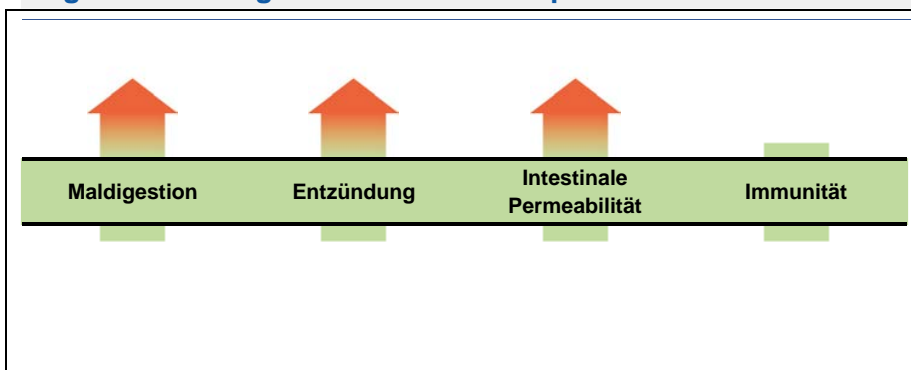 Maldigestion
Entzündung
Intestinale
Permeabilität
Immunität